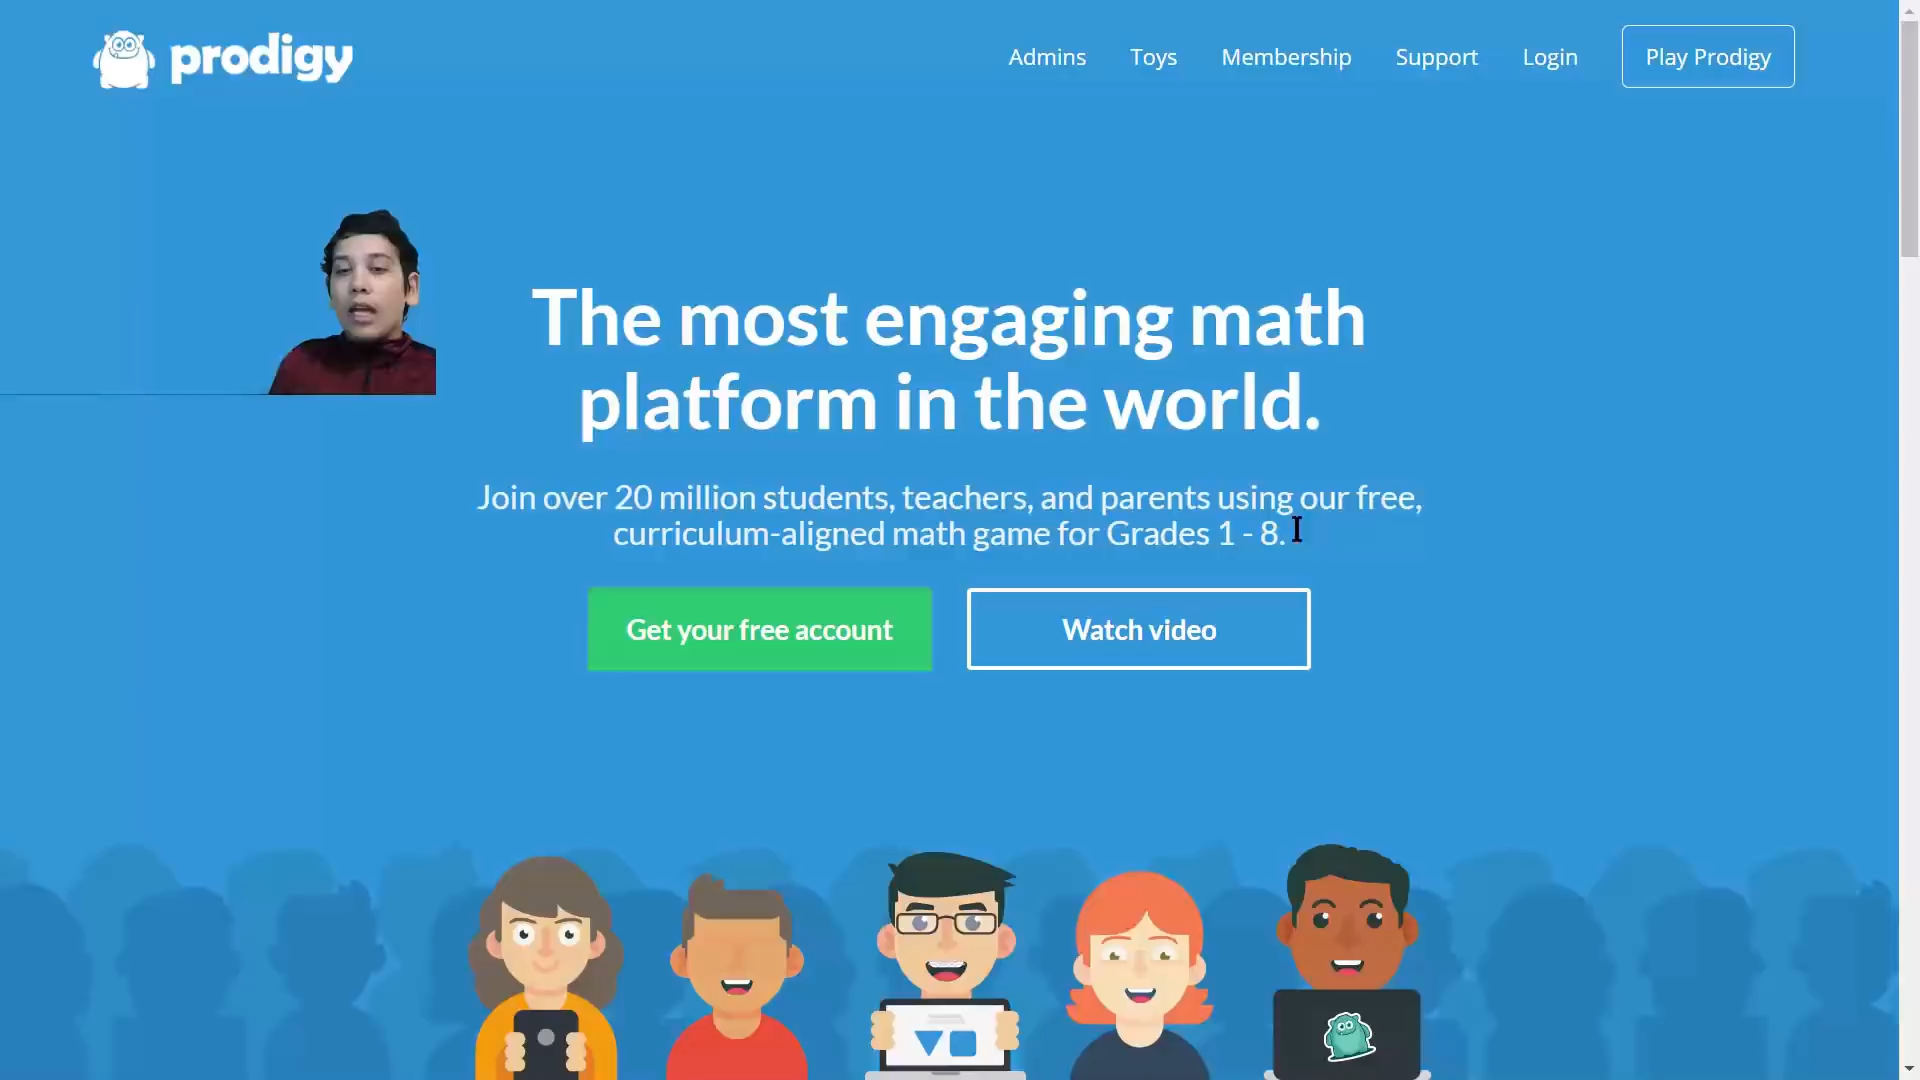 prodigy
Admins Toys Membership Support Login Play Prodigy
The most engaging math
platform in the world.
Join over 20 million students, teachers, and parents using our free,
curriculum-aligned math game for Grades 1 - 8.
Get your free account Watch video